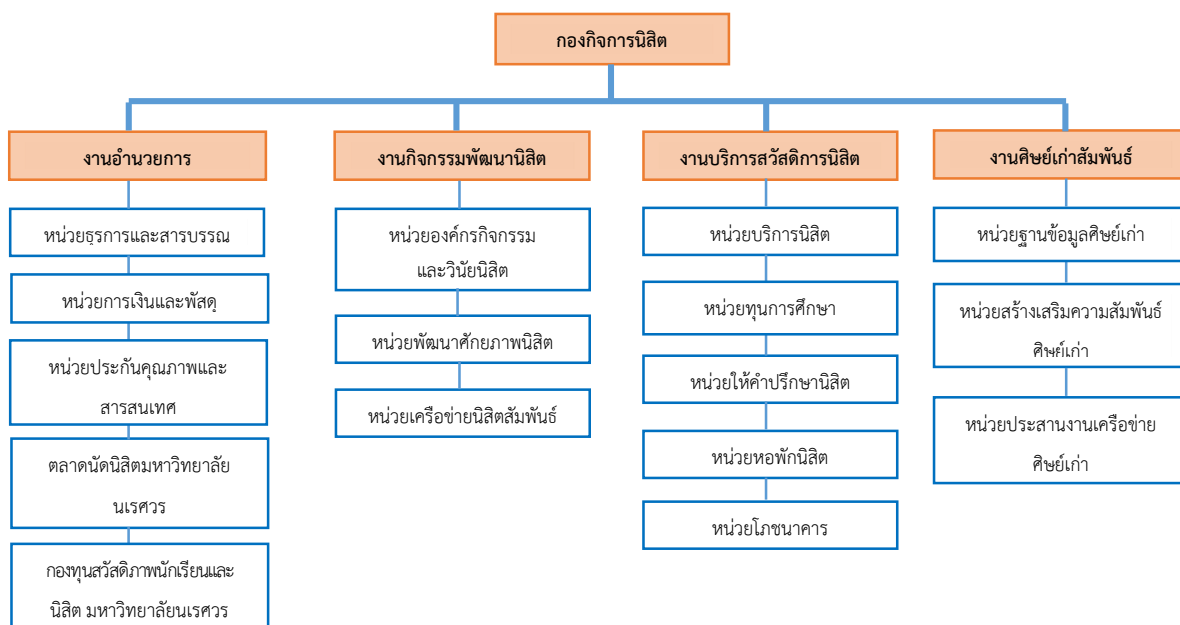 กองกิจการนิสิต
งานอำนวยการ
หน่วยธุรการและสารบรรณ
หน่วยการเงินและพัสดุ
หน่วยประกันคุณภาพและ
สารสนเทศ
ตลาดนัดนิสิตมหาวิทยาลัย
นเรศวร
กองทุนสวัสดิภาพนักเรียนและ
นิสิต มหาวิทยาลัยนเรศวร
งานกิจกรรมพัฒนานิสิต
หน่วยองค์กรกิจกรรม
และวินัยนิสิต
หน่วยพัฒนาศักยภาพนิสิต
หน่วยเครือข่ายนิสิตสัมพันธ์
งานบริการสวัสดิการนิสิต
หน่วยบริการนิสิต
หน่วยทุนการศึกษา
หน่วยให้คำปรึกษานิสิต
หน่วยหอพักนิสิต
หน่วยโภชนาคาร
งานศิษย์เก่าสัมพันธ์
หน่วยฐานข้อมูลศิษย์เก่า
หน่วยสร้างเสริมความสัมพันธ์
ศิษย์เก่า
หน่วยประสานงานเครือข่าย
ศิษย์เก่า